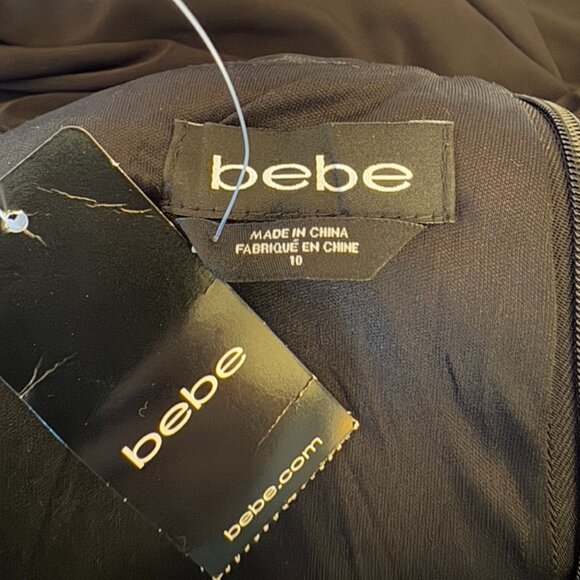 bebe
MADE IN CHINA
FABRIQUÉ EN CHINE
10
bebe
bebe.com